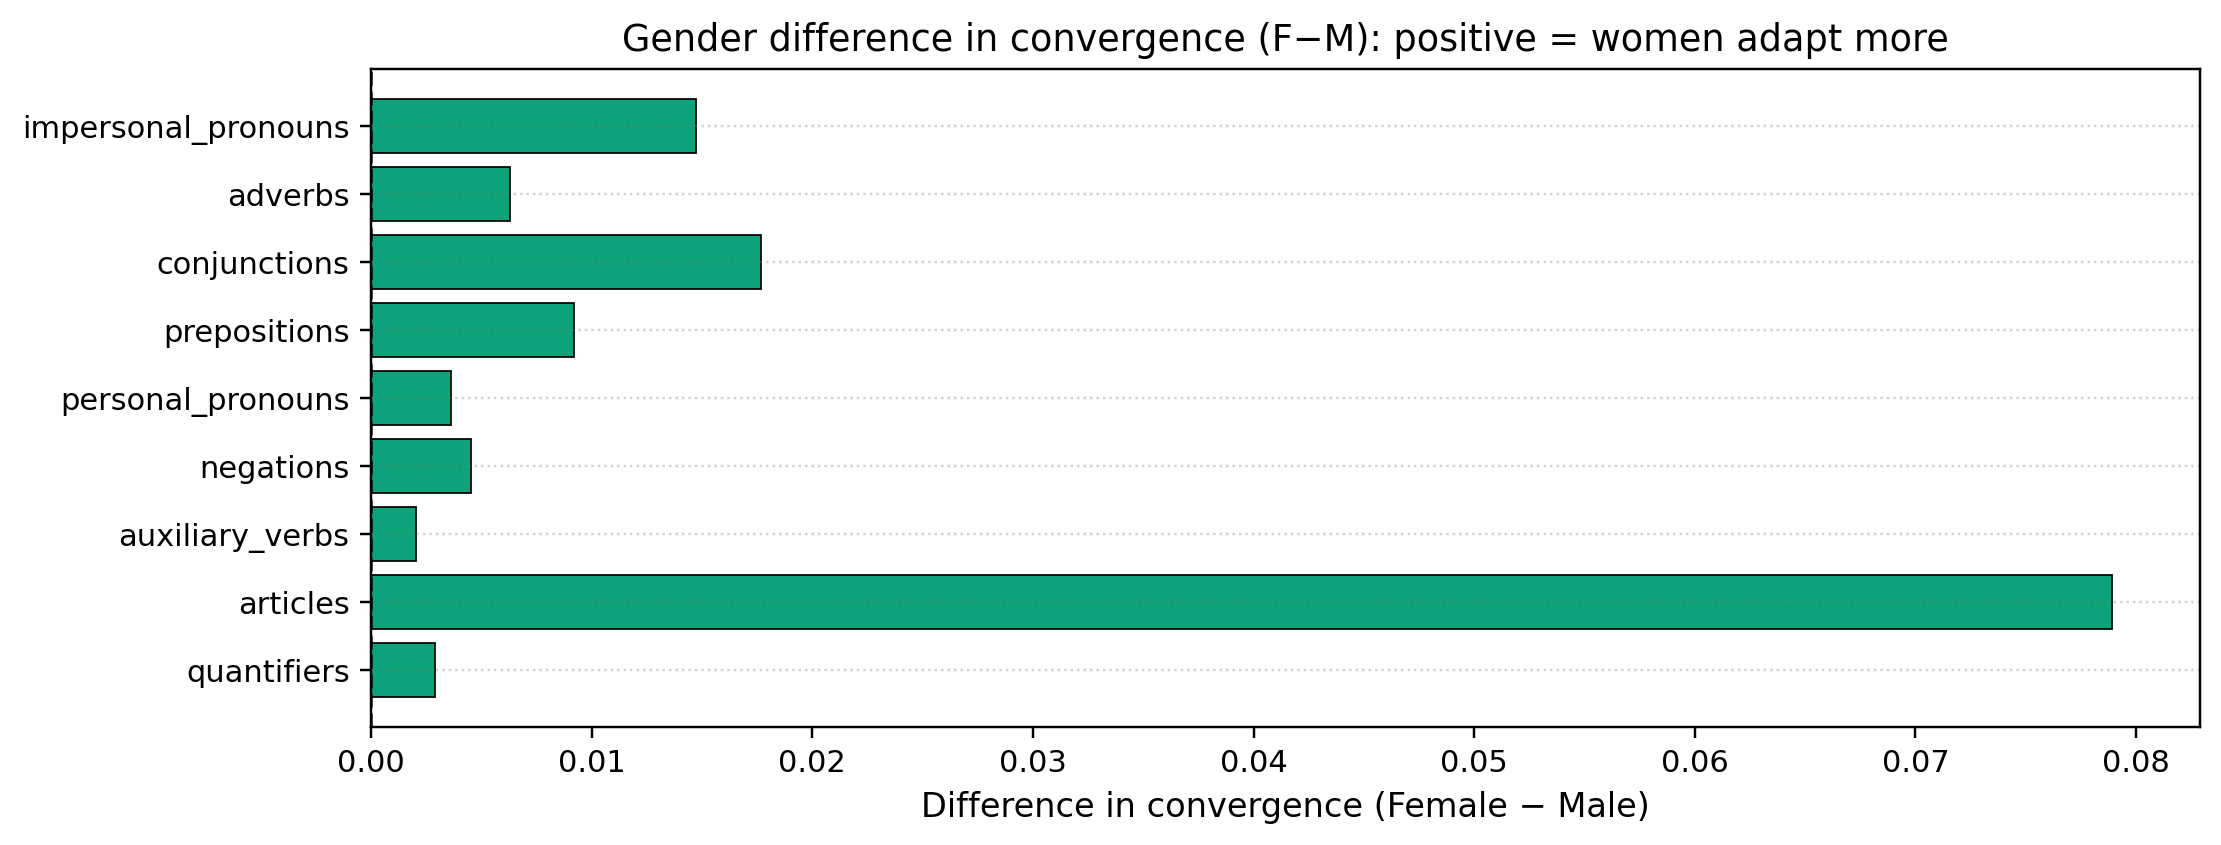 Gender difference in convergence (F−M): positive = women adapt more
impersonal_pronouns
adverbs
conjunctions
prepositions
personal_pronouns
negations
auxiliary_verbs
articles
quantifiers
0.00 0.01 0.02 0.03 0.04 0.05 0.06 0.07 0.08
Difference in convergence (Female − Male)